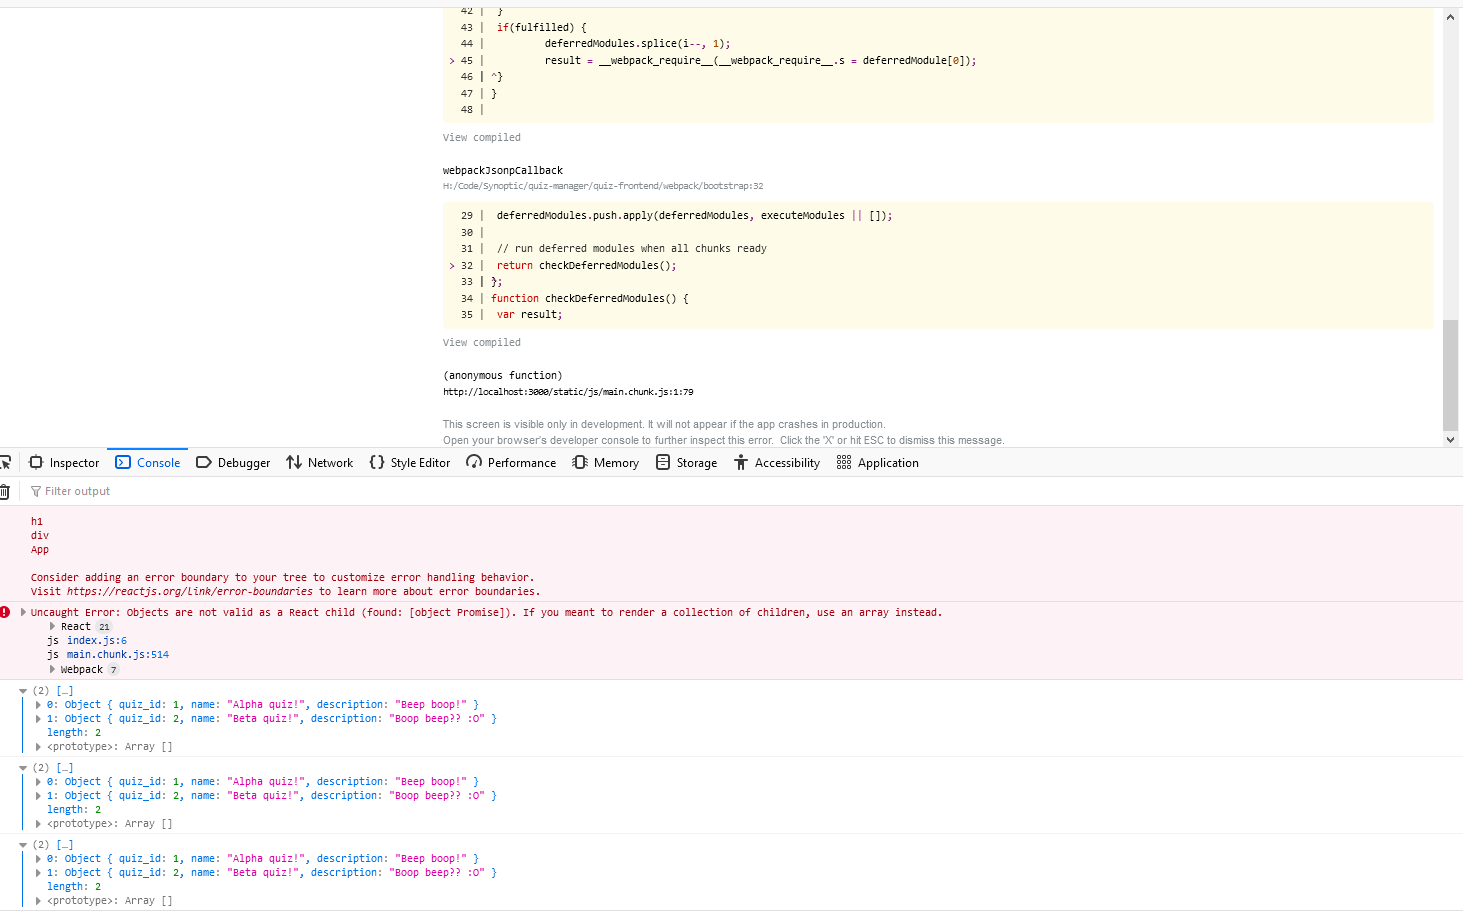 42 |  }
43 |  if(fulfilled) {
44 |          deferredModules.splice(i--, 1);
> 45 |          result = __webpack_require__(__webpack_require__.s = deferredModule[0]);
46 | ^}
47 | }
48 |
View compiled
webpackJsonpCallback
H:/Code/Synoptic/quiz-manager/quiz-frontend/webpack/bootstrap:32
29 |  deferredModules.push.apply(deferredModules, executeModules || []);
30 |
31 |  // run deferred modules when all chunks ready
> 32 |  return checkDeferredModules();
33 | };
34 | function checkDeferredModules() {
35 |  var result;
View compiled
(anonymous function)
http://localhost:3000/static/js/main.chunk.js:1:79
This screen is visible only in development. It will not appear if the app crashes in production.
Open your browser's developer console to further inspect this error.  Click the 'X' or hit ESC to dismiss this message.
Inspector Console Debugger Network {} Style Editor Performance Memory Storage Accessibility Application
Filter output
h1
div
App
Consider adding an error boundary to your tree to customize error handling behavior.
Visit https://reactjs.org/link/error-boundaries to learn more about error boundaries.
Uncaught Error: Objects are not valid as a React child (found: [object Promise]). If you meant to render a collection of children, use an array instead.
React 21
js index.js:6
js main.chunk.js:514
Webpack 7
(2) […]
0: Object { quiz_id: 1, name: "Alpha quiz!", description: "Beep boop!" }
1: Object { quiz_id: 2, name: "Beta quiz!", description: "Boop beep?? :O" }
length: 2
<prototype>: Array []
(2) […]
0: Object { quiz_id: 1, name: "Alpha quiz!", description: "Beep boop!" }
1: Object { quiz_id: 2, name: "Beta quiz!", description: "Boop beep?? :O" }
length: 2
<prototype>: Array []
(2) […]
0: Object { quiz_id: 1, name: "Alpha quiz!", description: "Beep boop!" }
1: Object { quiz_id: 2, name: "Beta quiz!", description: "Boop beep?? :O" }
length: 2
<prototype>: Array []